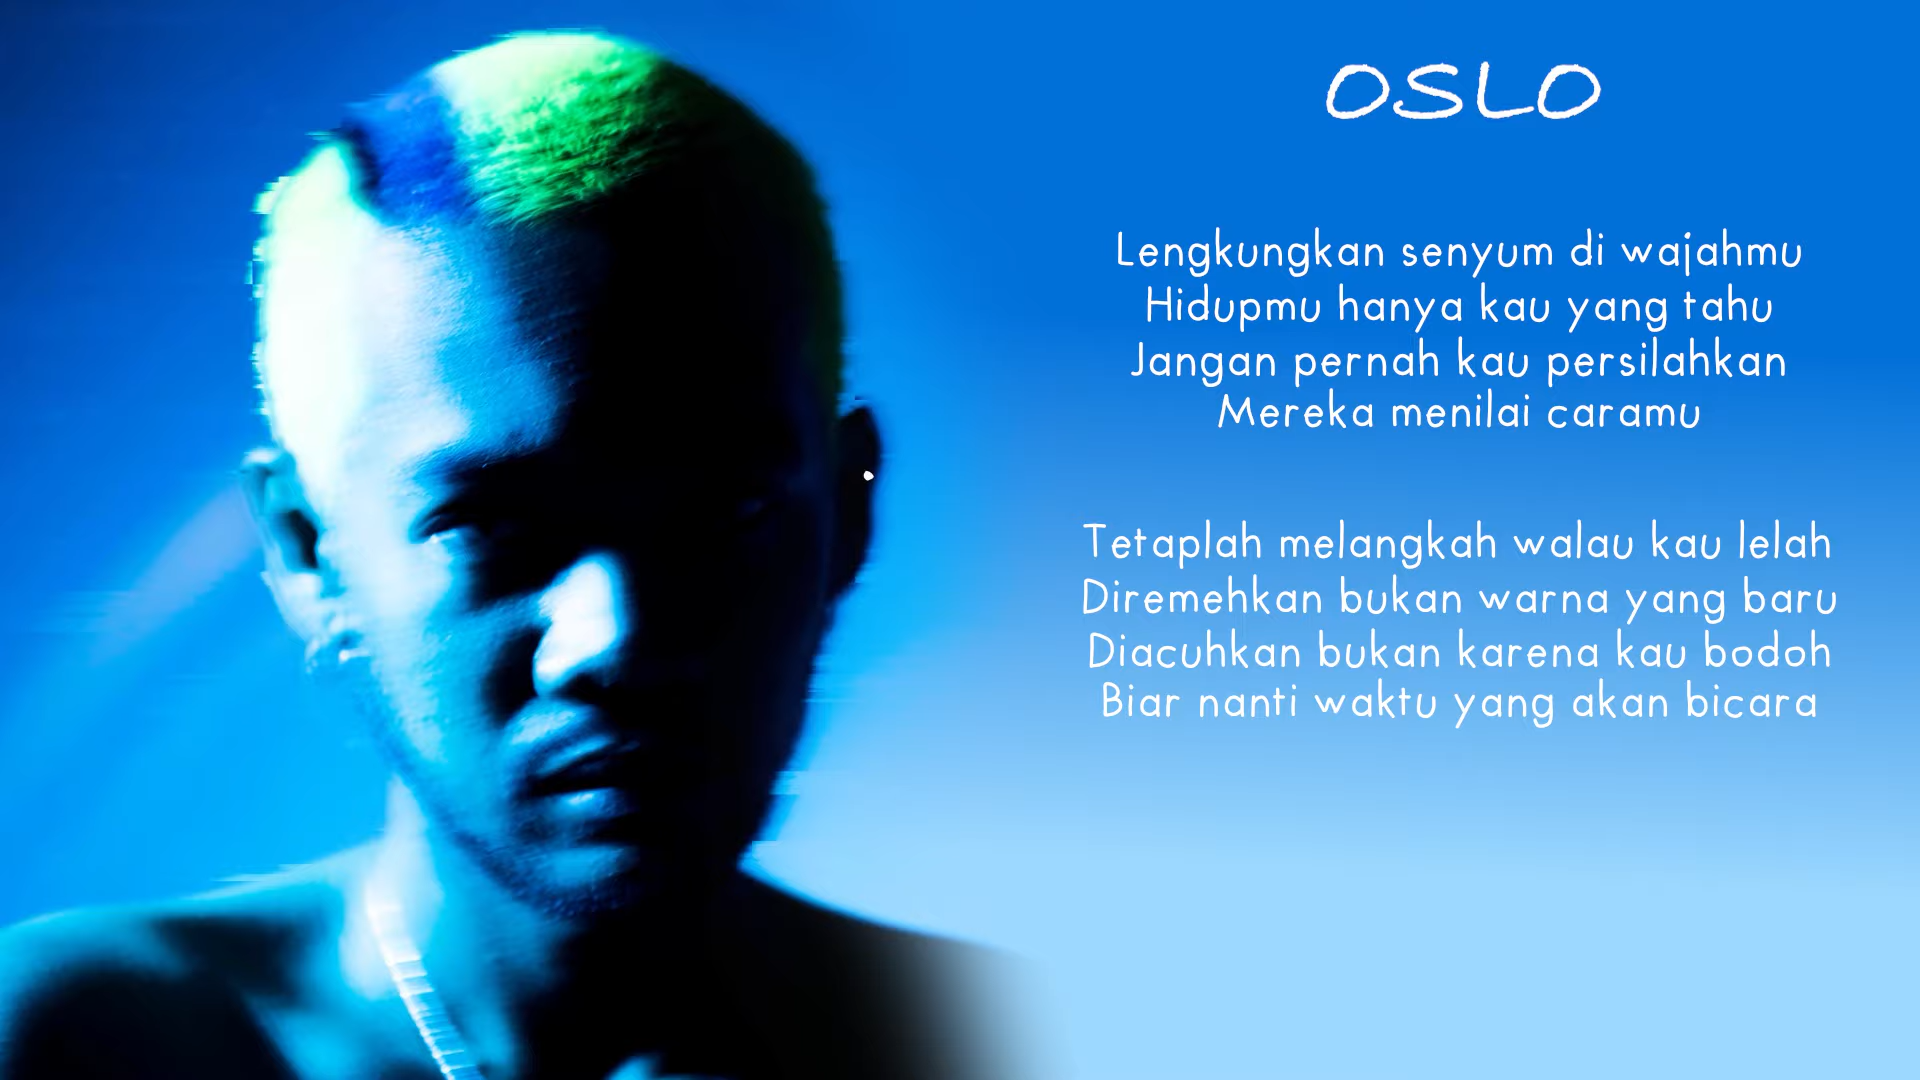 OSLO
Lengkungkan senyum di wajahmu
Hidupmu hanya kau yang tahu
Jangan pernah kau persilahkan
Mereka menilai caramu
Tetaplah melangkah walau kau lelah
Diremehkan bukan warna yang baru
Diacuhkan bukan karena kau bodoh
Biar nanti waktu yang akan bicara